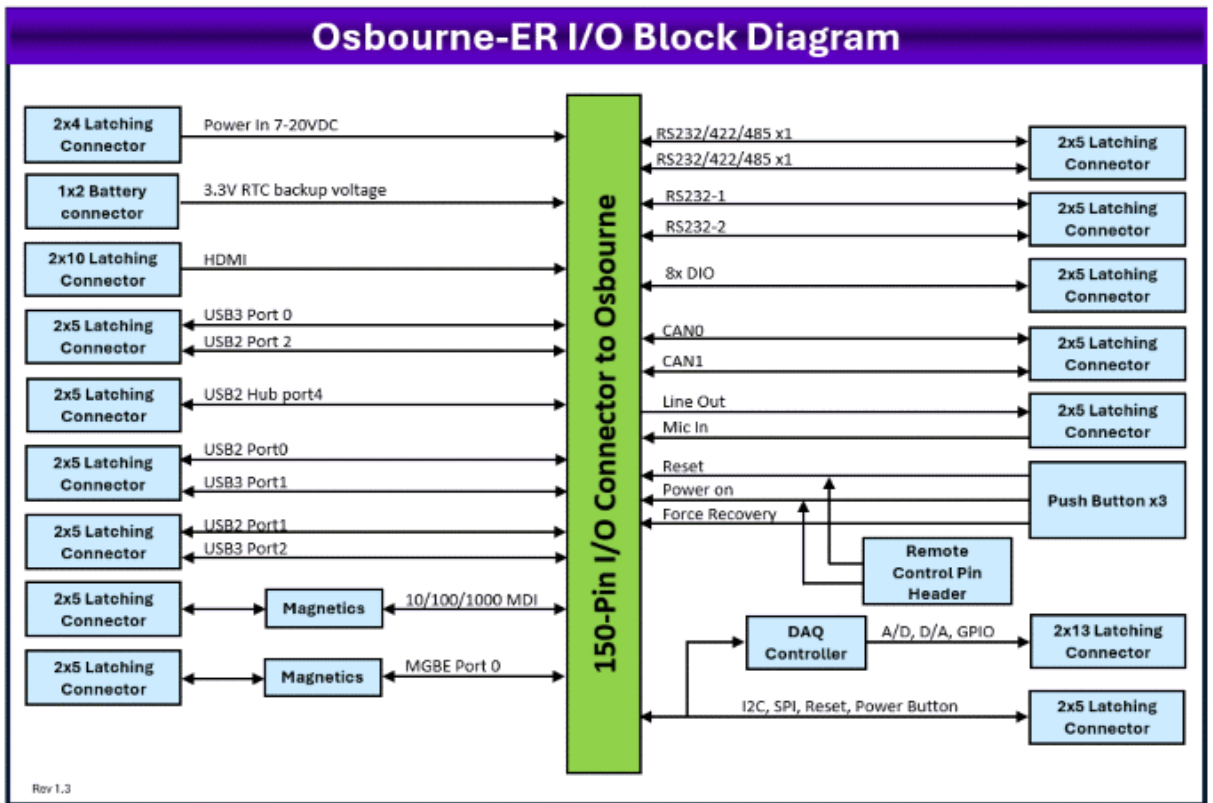 Osbourne-ER I/O Block Diagram
2x4 Latching
Connector
Power In 7-20VDC
1x2 Battery
connector
3.3V RTC backup voltage
2x10 Latching
Connector
HDMI
2x5 Latching
Connector
USB3 Port 0
USB2 Port 2
2x5 Latching
Connector
USB2 Hub port4
2x5 Latching
Connector
USB2 Port0
USB3 Port1
2x5 Latching
Connector
USB2 Port1
USB3 Port2
2x5 Latching
Connector
Magnetics
10/100/1000 MDI
2x5 Latching
Connector
Magnetics
MGBE Port 0
150-Pin I/O Connector to Osbourne
RS232/422/485 x1
RS232/422/485 x1
2x5 Latching
Connector
RS232-1
RS232-2
2x5 Latching
Connector
8x DIO
2x5 Latching
Connector
CAN0
CAN1
2x5 Latching
Connector
Line Out
Mic In
2x5 Latching
Connector
Reset
Power on
Force Recovery
Push Button x3
Remote
Control Pin
Header
DAQ
Controller
A/D, D/A, GPIO
2x13 Latching
Connector
I2C, SPI, Reset, Power Button
2x5 Latching
Connector
Rev 1.3